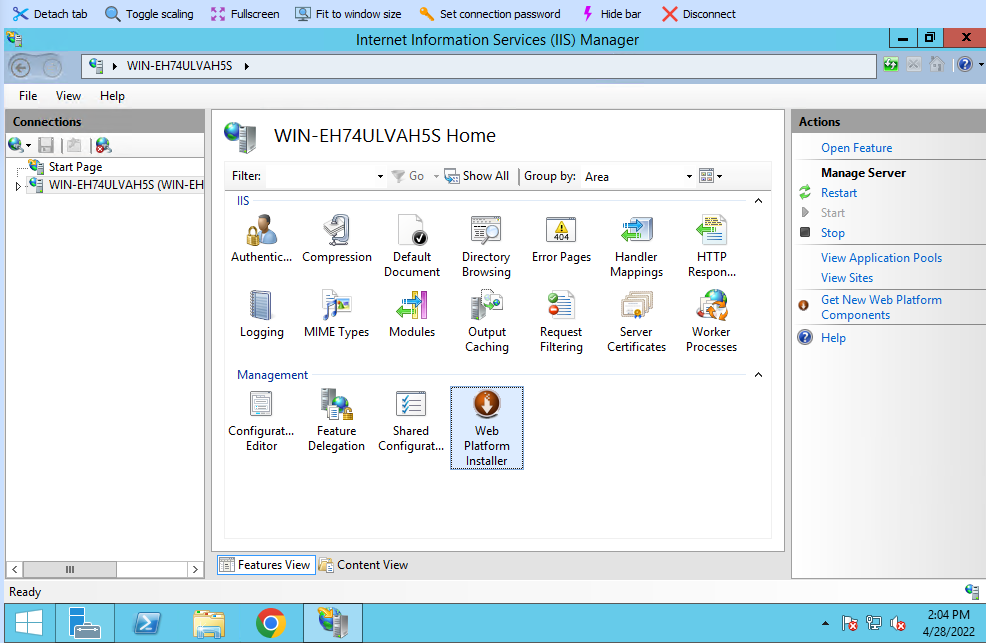 Detach tab Toggle scaling Fullscreen Fit to window size Set connection password Hide bar Disconnect
Internet Information Services (IIS) Manager
WIN-EH74ULVAH5S
File View Help
Connections
Start Page
WIN-EH74ULVAH5S (WIN-EH
WIN-EH74ULVAH5S Home
Filter: Go Show All Group by: Area
IIS
Authentic... Compression Default Document Directory Browsing Error Pages Handler Mappings HTTP Respon...
Logging MIME Types Modules Output Caching Request Filtering Server Certificates Worker Processes
Management
Configurat... Editor Feature Delegation Shared Configurat... Web Platform Installer
Features View Content View
Actions
Open Feature
Manage Server
Restart
Start
Stop
View Application Pools
View Sites
Get New Web Platform
Components
Help
Ready
2:04 PM
4/28/2022